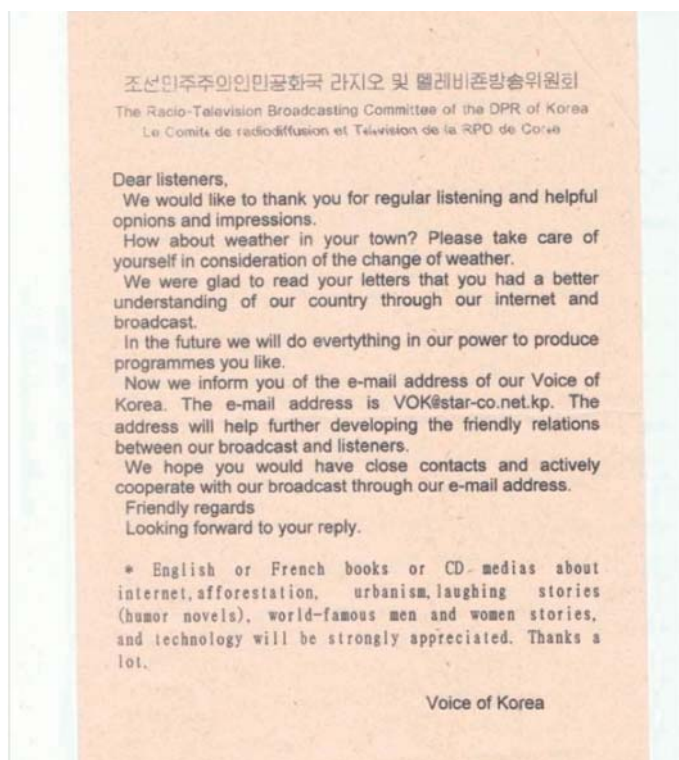 조선민주주의인민공화국 라지오 및 텔레비죤방송위원회
The Radio-Television Broadcasting Committee of the DPR of Korea
Le Comité de radiodiffusion et Télévision de la RPD de Corée
Dear listeners,
We would like to thank you for regular listening and helpful
opnions and impressions.
How about weather in your town? Please take care of
yourself in consideration of the change of weather.
We were glad to read your letters that you had a better
understanding of our country through our internet and
broadcast.
In the future we will do evertything in our power to produce
programmes you like.
Now we inform you of the e-mail address of our Voice of
Korea. The e-mail address is VOK@star-co.net.kp. The
address will help further developing the friendly relations
between our broadcast and listeners.
We hope you would have close contacts and actively
cooperate with our broadcast through our e-mail address.
Friendly regards
Looking forward to your reply.
* English or French books or CD-medias about
internet, afforestation, urbanism, laughing stories
(humor novels), world-famous men and women stories,
and technology will be strongly appreciated. Thanks a
lot.
Voice of Korea